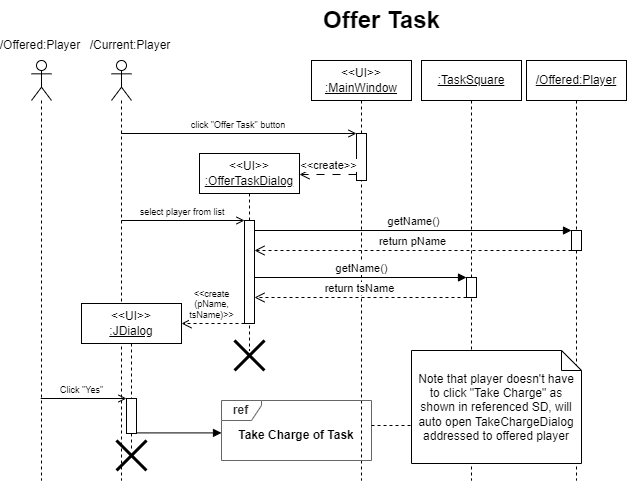 Offer Task
/Offered:Player
/Current:Player
<<UI>>
:MainWindow
:TaskSquare
/Offered:Player
click "Offer Task" button
<<UI>>
:OfferTaskDialog
<<create>>
select player from list
getName()
return pName
getName()
return tsName
<<create
(pName,
tsName)>>
<<UI>>
:JDialog
Click "Yes"
ref
Take Charge of Task
Note that player doesn't have
to click "Take Charge" as
shown in referenced SD, will
auto open TakeChargeDialog
addressed to offered player